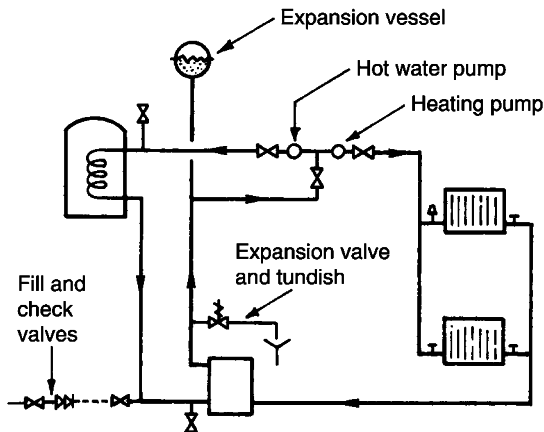 Expansion vessel
Hot water pump
Heating pump
Expansion valve
and tundish
Fill and
check
valves